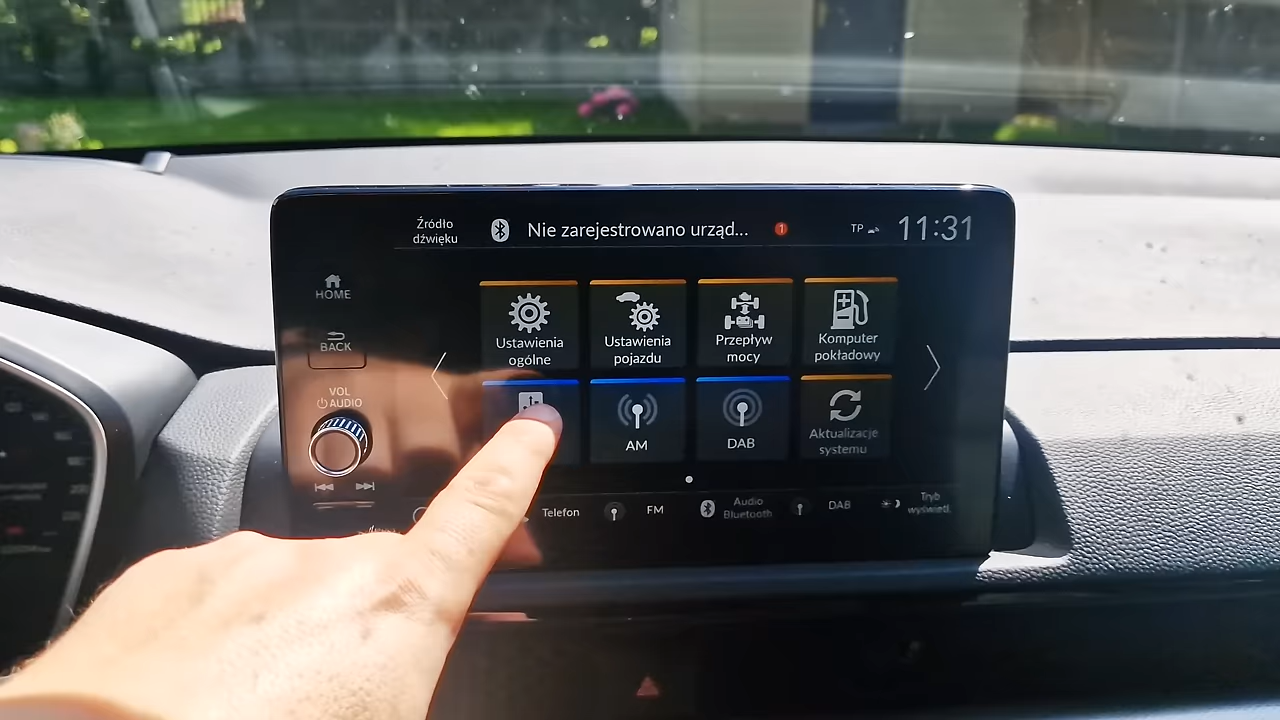 Źródło
dźwięku
Nie zarejestrowano urząd...
1
TP
11:31
HOME
BACK
VOL
AUDIO
Ustawienia
ogólne
Ustawienia
pojazdu
Przepływ
mocy
Komputer
pokładowy
AM
DAB
Aktualizacje
systemu
Telefon
FM
Audio
Bluetooth
DAB
Tryb
wyświetl.